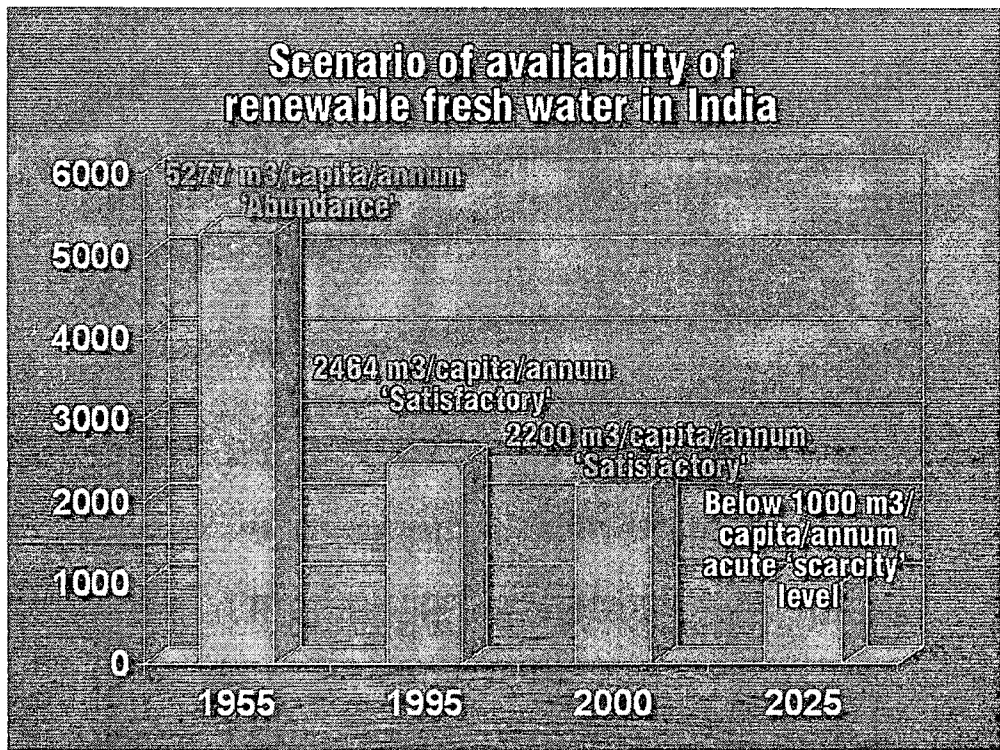 Scenario of availability of
renewable fresh water in India
6000
5277 m3/capita/annum
'Abundance'
5000
4000
2464 m3/capita/annum
'Satisfactory'
3000
2200 m3/capita/annum
'Satisfactory'
2000
Below 1000 m3/
capita/annum
acute 'scarcity'
level
1000
0
1955 1995 2000 2025